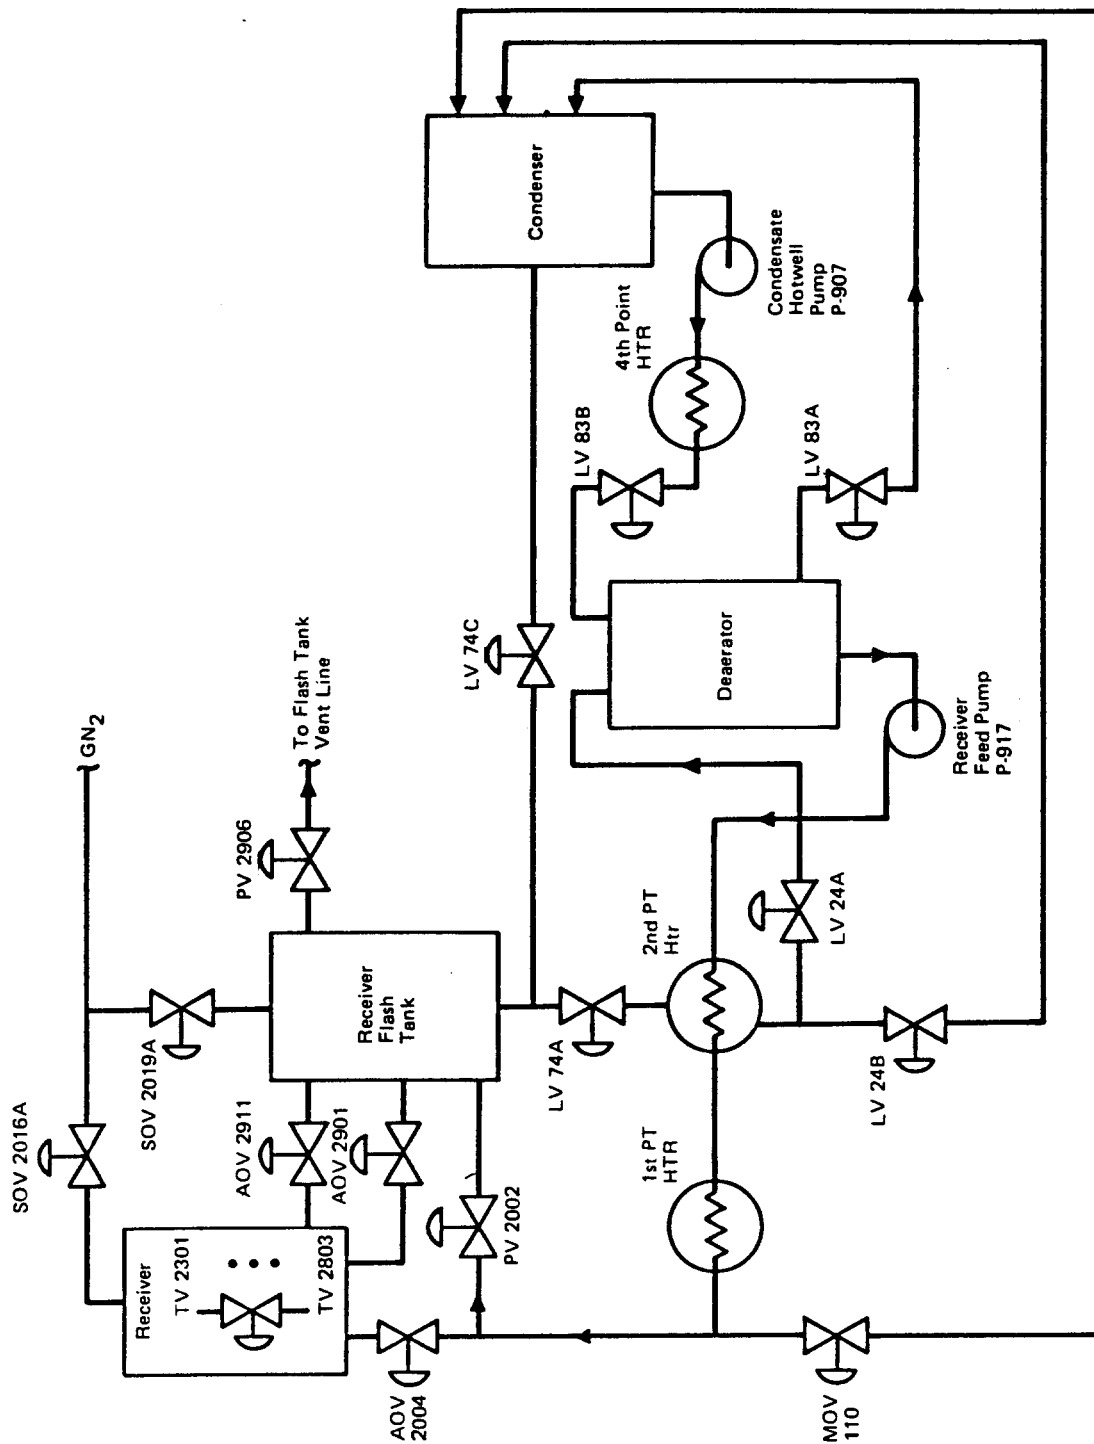 GN2
SOV 2016A
SOV 2019A
To Flash Tank
Vent Line
PV 2906
Receiver
Flash
Tank
AOV 2911
AOV 2901
Receiver
TV 2301
TV 2803
PV 2002
AOV
2004
LV 74C
LV 74A
Condenser
4th Point
HTR
Condensate
Hotwell
Pump
P-907
LV 83B
LV 83A
Deaerator
Receiver
Feed Pump
P-917
2nd PT
Htr
LV 24A
LV 24B
1st PT
HTR
MOV
110